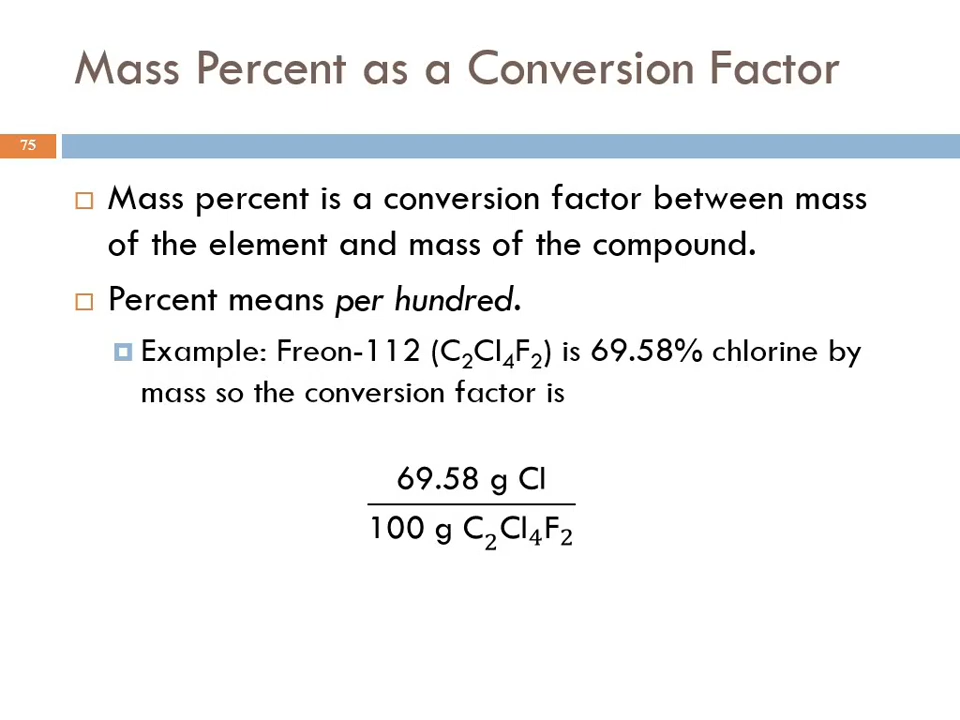 Mass Percent as a Conversion Factor
75
Mass percent is a conversion factor between mass
of the element and mass of the compound.
Percent means per hundred.
Example: Freon-112 (C₂Cl₄F₂) is 69.58% chlorine by
mass so the conversion factor is
69.58 g Cl
100 g C₂Cl₄F₂